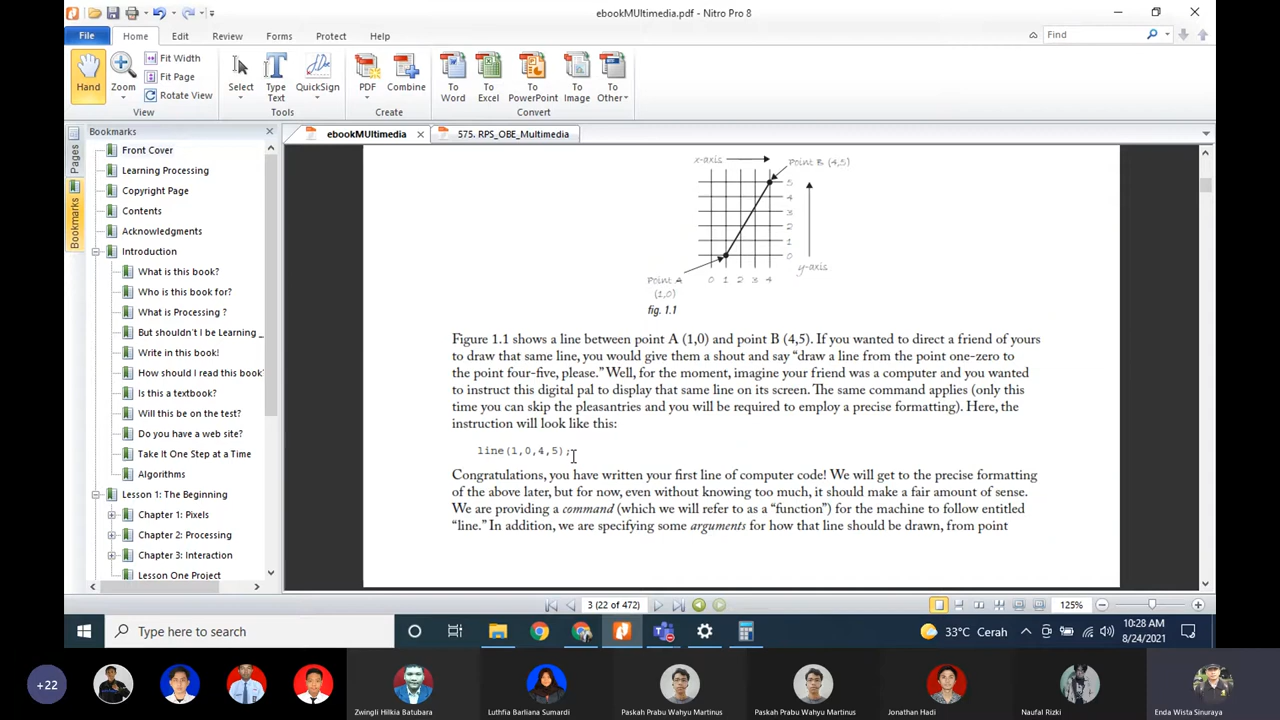 ebookMUltimedia.pdf - Nitro Pro 8
File Home Edit Review Forms Protect Help
Find
Hand
Zoom
Fit Width
Fit Page
Rotate View
View
Select
Type Text
QuickSign
Tools
PDF
Combine
Create
To Word
To Excel
To PowerPoint
To Image
To Other
Convert
Bookmarks
ebookMUltimedia
575. RPS_OBE_Multimedia
Pages
Bookmarks
Front Cover
Learning Processing
Copyright Page
Contents
Acknowledgments
Introduction
What is this book?
Who is this book for?
What is Processing ?
But shouldn't I be Learning _
Write in this book!
How should I read this book?
Is this a textbook?
Will this be on the test?
Do you have a web site?
Take It One Step at a Time
Algorithms
Lesson 1: The Beginning
Chapter 1: Pixels
Chapter 2: Processing
Chapter 3: Interaction
Lesson One Project
x-axis
Point B (4,5)
5
4
3
2
1
0
y-axis
Point A
(1,0)
0 1 2 3 4
fig. 1.1
Figure 1.1 shows a line between point A (1,0) and point B (4,5). If you wanted to direct a friend of yours
to draw that same line, you would give them a shout and say “draw a line from the point one-zero to
the point four-five, please.” Well, for the moment, imagine your friend was a computer and you wanted
to instruct this digital pal to display that same line on its screen. The same command applies (only this
time you can skip the pleasantries and you will be required to employ a precise formatting). Here, the
instruction will look like this:
line(1,0,4,5);
Congratulations, you have written your first line of computer code! We will get to the precise formatting
of the above later, but for now, even without knowing too much, it should make a fair amount of sense.
We are providing a command (which we will refer to as a “function”) for the machine to follow entitled
“line.” In addition, we are specifying some arguments for how that line should be drawn, from point
3 (22 of 472)
125%
Type here to search
33°C Cerah
10:28 AM
8/24/2021
+22
Zwingli Hilkia Batubara
Luthfia Barliana Sumardi
Paskah Prabu Wahyu Martinus
Paskah Prabu Wahyu Martinus
Jonathan Hadi
Naufal Rizki
Enda Wista Sinuraya